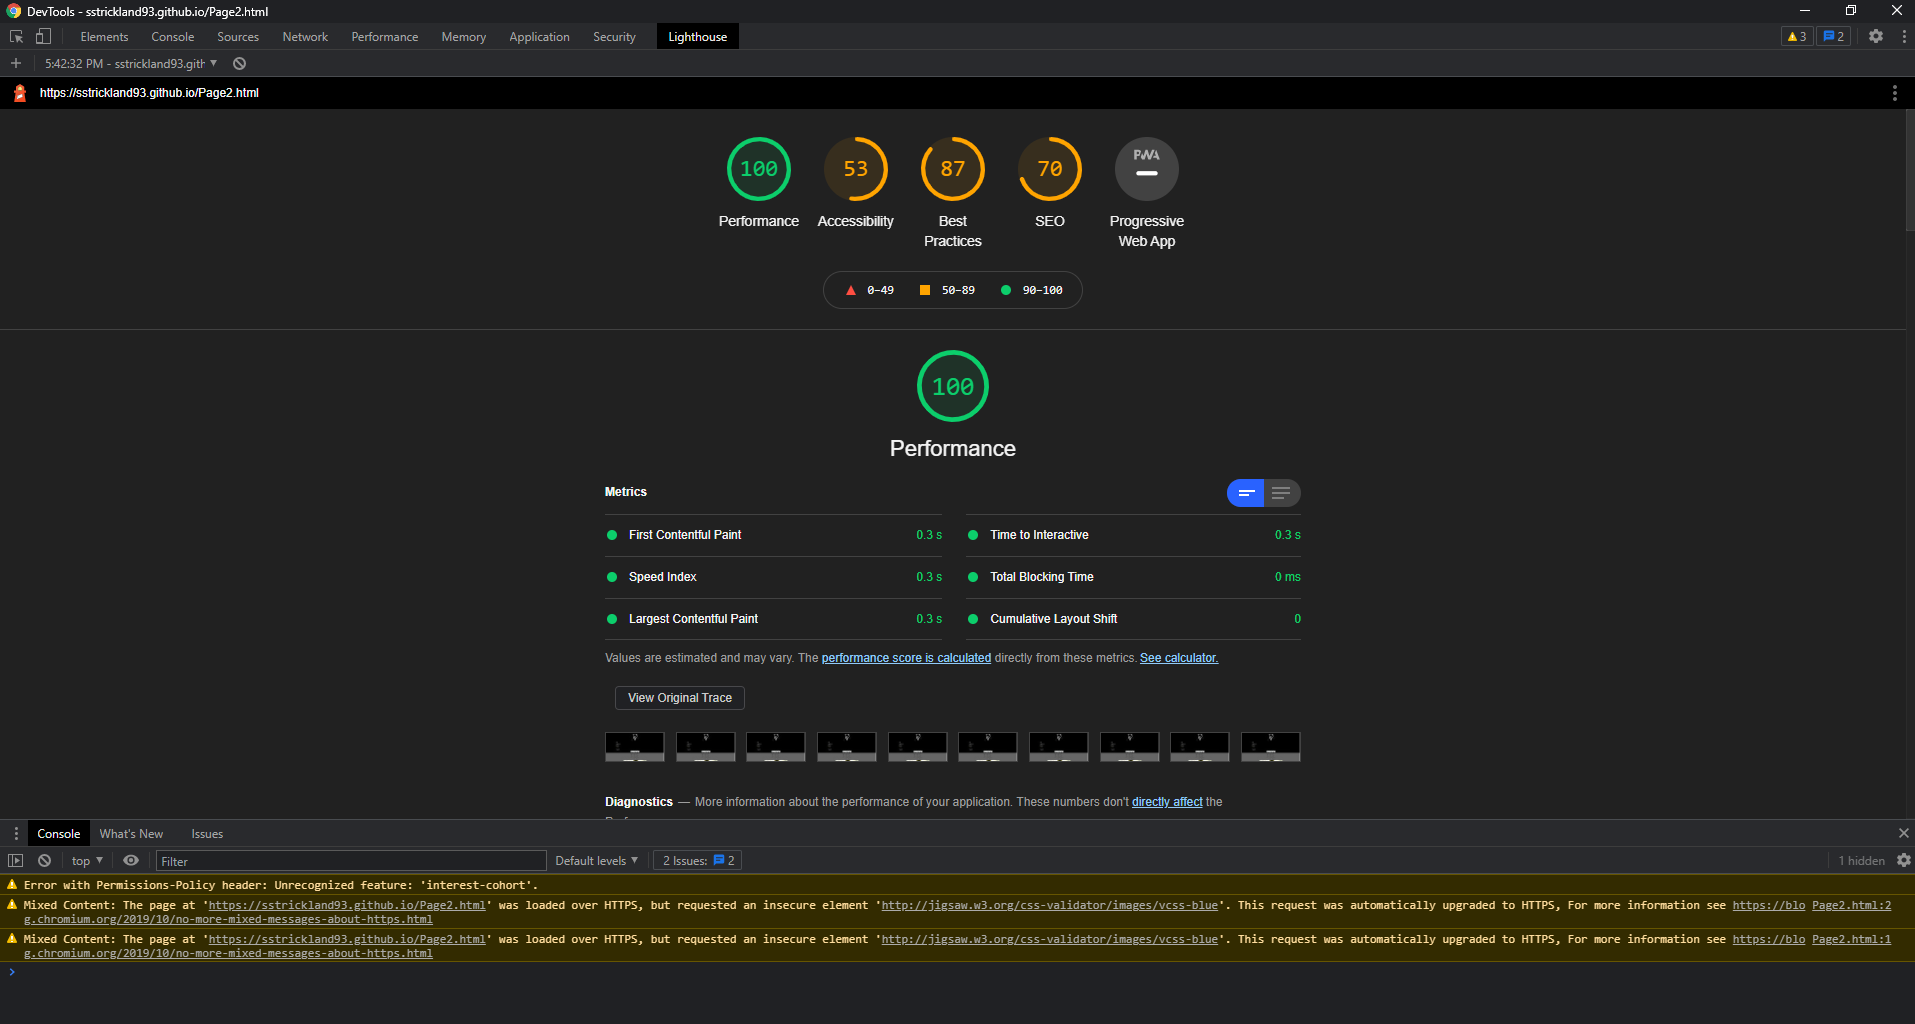 DevTools - sstrickland93.github.io/Page2.html
Elements Console Sources Network Performance Memory Application Security Lighthouse 3 2
5:42:32 PM - sstrickland93.gith
https://sstrickland93.github.io/Page2.html
100 53 87 70 PWA
Performance Accessibility Best Practices SEO Progressive Web App
0–49 50–89 90–100
100
Performance
Metrics
First Contentful Paint 0.3 s Time to Interactive 0.3 s
Speed Index 0.3 s Total Blocking Time 0 ms
Largest Contentful Paint 0.3 s Cumulative Layout Shift 0
Values are estimated and may vary. The performance score is calculated directly from these metrics. See calculator.
View Original Trace
Diagnostics — More information about the performance of your application. These numbers don't directly affect the
Console What's New Issues
top Filter Default levels 2 Issues: 2 1 hidden
Error with Permissions-Policy header: Unrecognized feature: 'interest-cohort'.
Mixed Content: The page at 'https://sstrickland93.github.io/Page2.html' was loaded over HTTPS, but requested an insecure element 'http://jigsaw.w3.org/css-validator/images/vcss-blue'. This request was automatically upgraded to HTTPS, For more information see https://blo Page2.html:2
g.chromium.org/2019/10/no-more-mixed-messages-about-https.html
Mixed Content: The page at 'https://sstrickland93.github.io/Page2.html' was loaded over HTTPS, but requested an insecure element 'http://jigsaw.w3.org/css-validator/images/vcss-blue'. This request was automatically upgraded to HTTPS, For more information see https://blo Page2.html:1
g.chromium.org/2019/10/no-more-mixed-messages-about-https.html